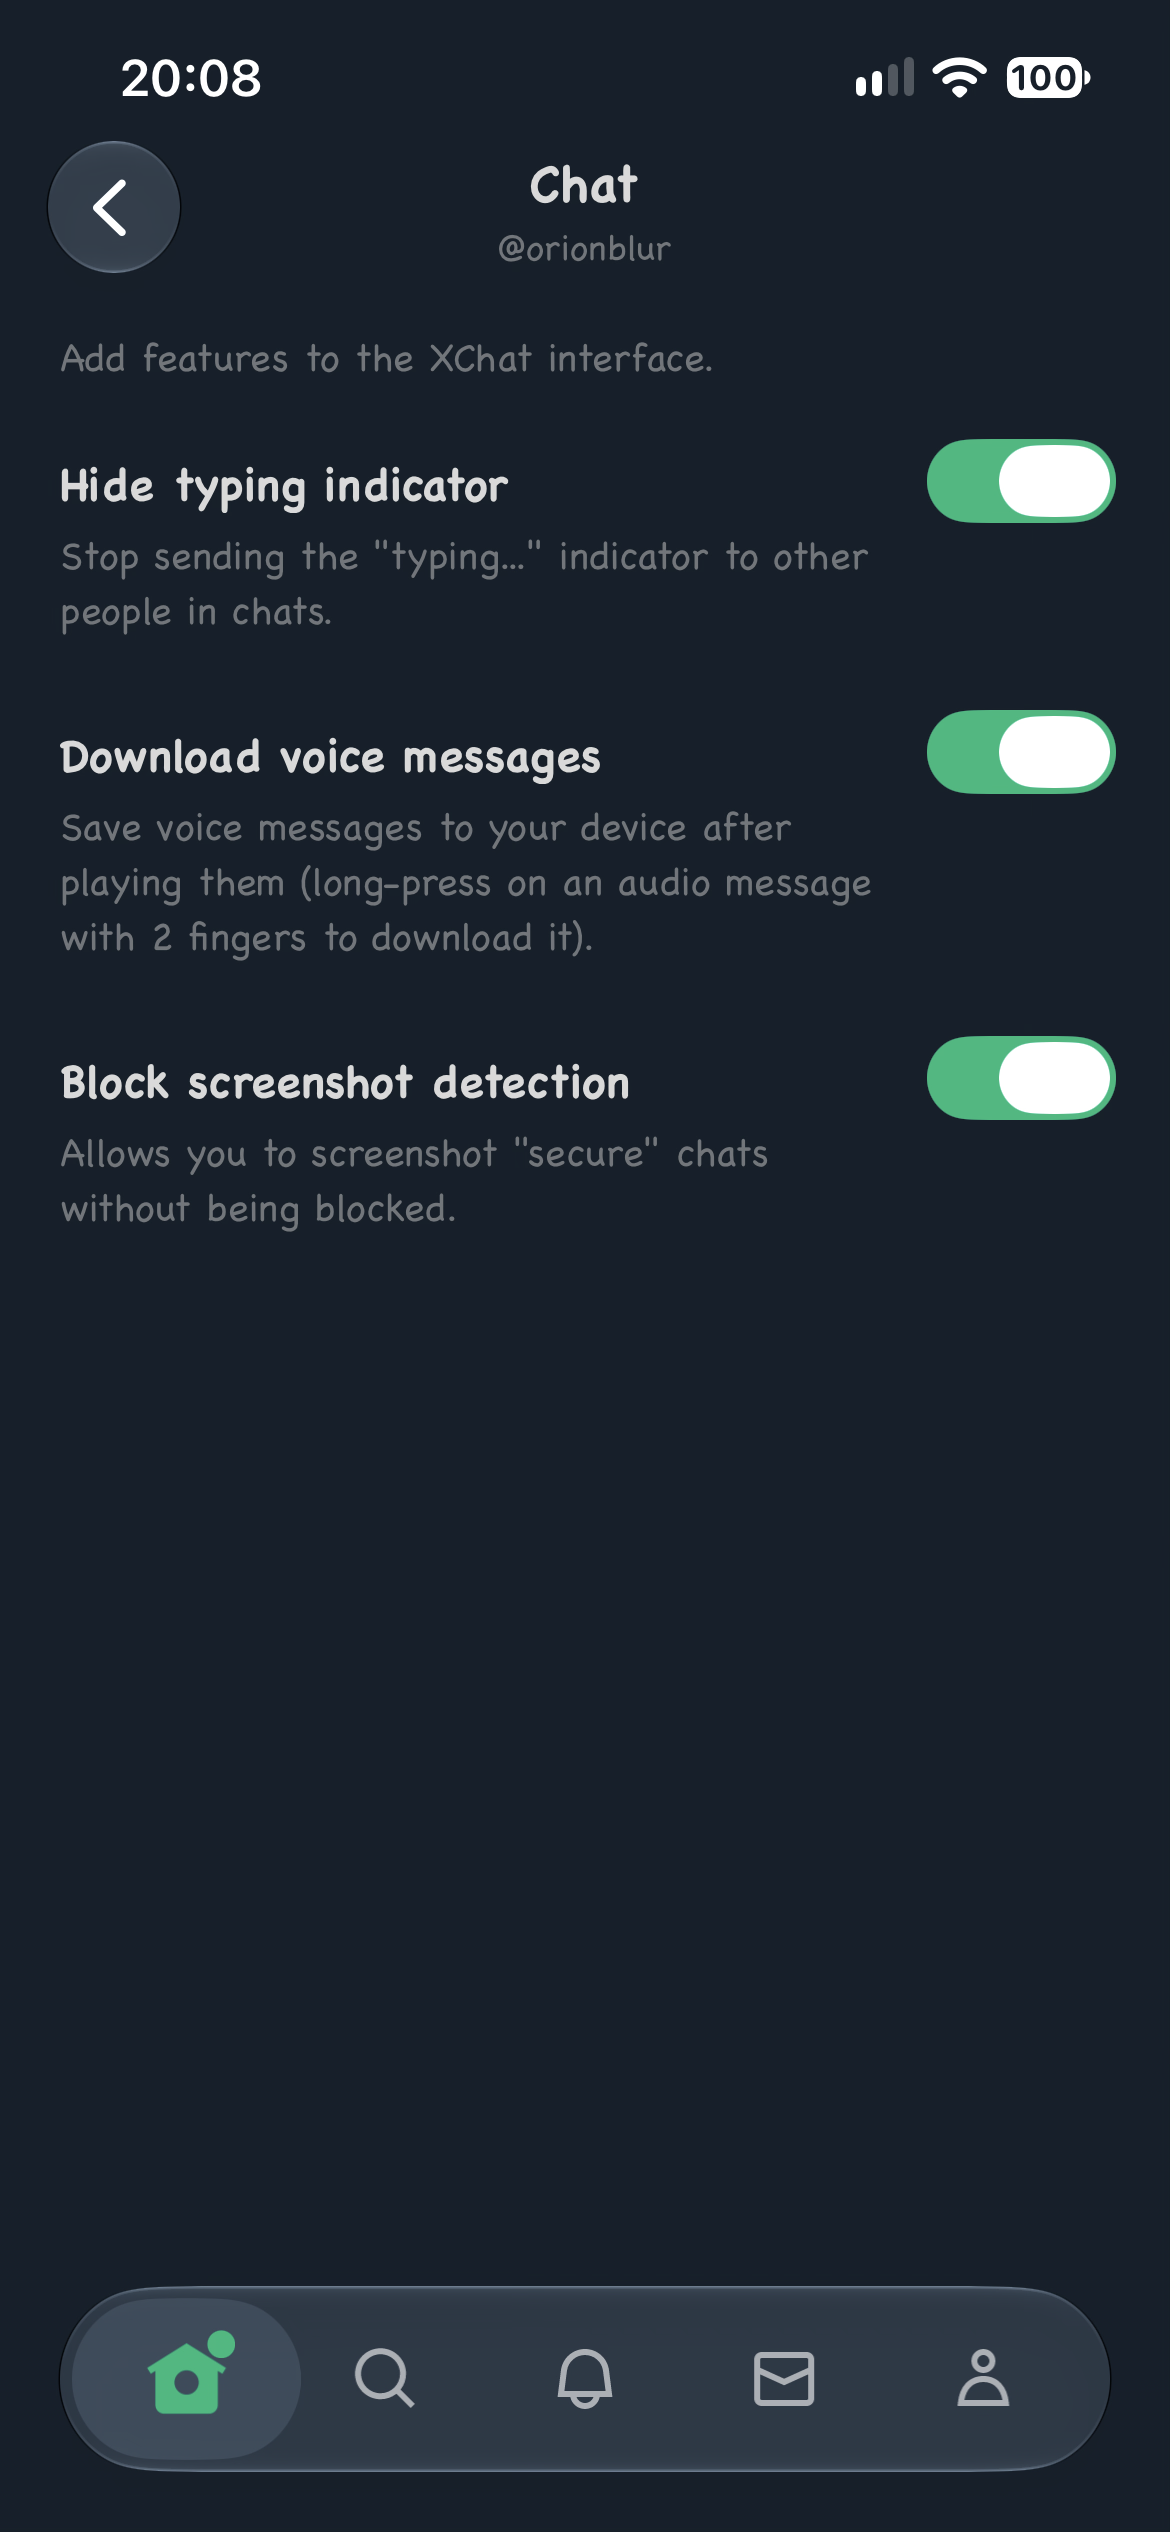 20:08
100
Chat
@orionblur
Add features to the XChat interface.
Hide typing indicator
Stop sending the "typing..." indicator to other
people in chats.
Download voice messages
Save voice messages to your device after
playing them (long-press on an audio message
with 2 fingers to download it).
Block screenshot detection
Allows you to screenshot "secure" chats
without being blocked.